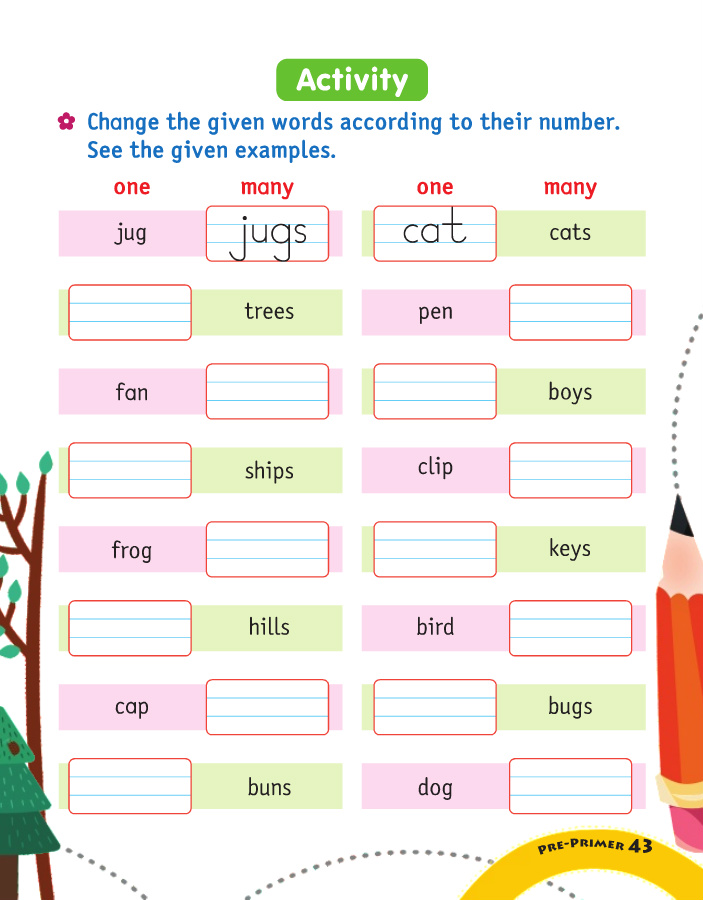 Activity
Change the given words according to their number.
See the given examples.
one many one many
jug jugs cat cats
trees pen
fan boys
ships clip
frog keys
hills bird
cap bugs
buns dog
PRE-PRIMER 43